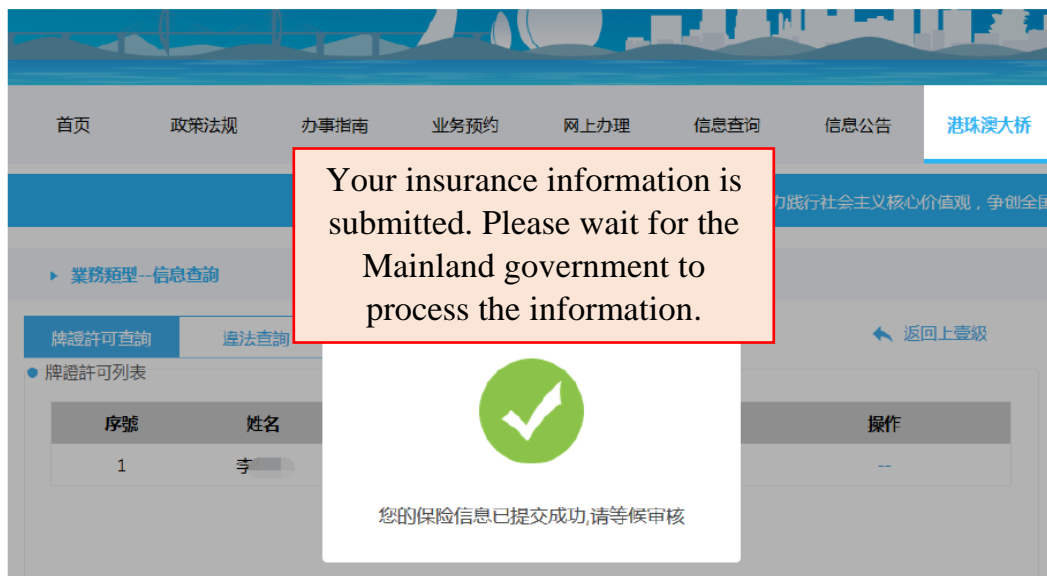 首页 政策法规 办事指南 业务预约 网上办理 信息查询 信息公告 港珠澳大桥
Your insurance information is
submitted. Please wait for the
Mainland government to
process the information.
力践行社会主义核心价值观，争创全国
業務類型--信息查詢
牌證許可查詢 違法查詢 返回上壹級
牌證許可列表
序號 姓名 操作
1 李 --
您的保险信息已提交成功,请等候审核